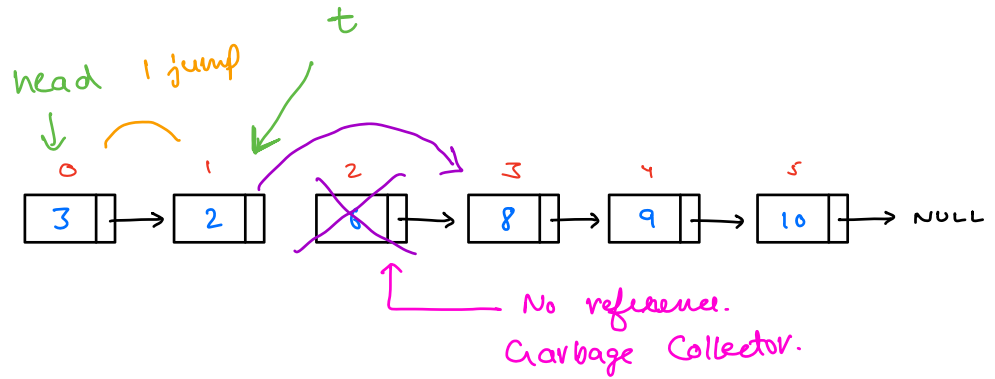 t
head 1 jump
0 1 2 3 4 5
3 2 6 8 9 10 NULL
No reference.
Garbage Collector.